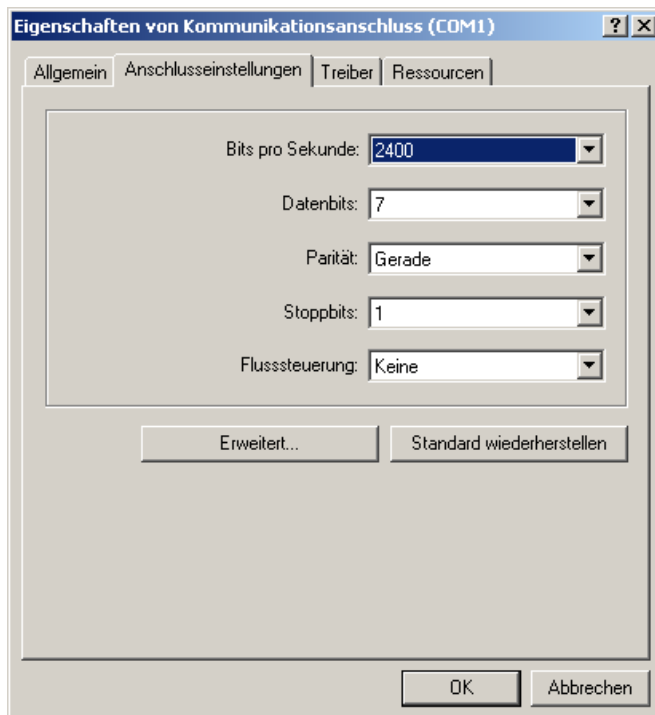 Eigenschaften von Kommunikationsanschluss (COM1)
Allgemein Anschlusseinstellungen Treiber Ressourcen
Bits pro Sekunde: 2400
Datenbits: 7
Parität: Gerade
Stoppbits: 1
Flusssteuerung: Keine
Erweitert... Standard wiederherstellen
OK Abbrechen